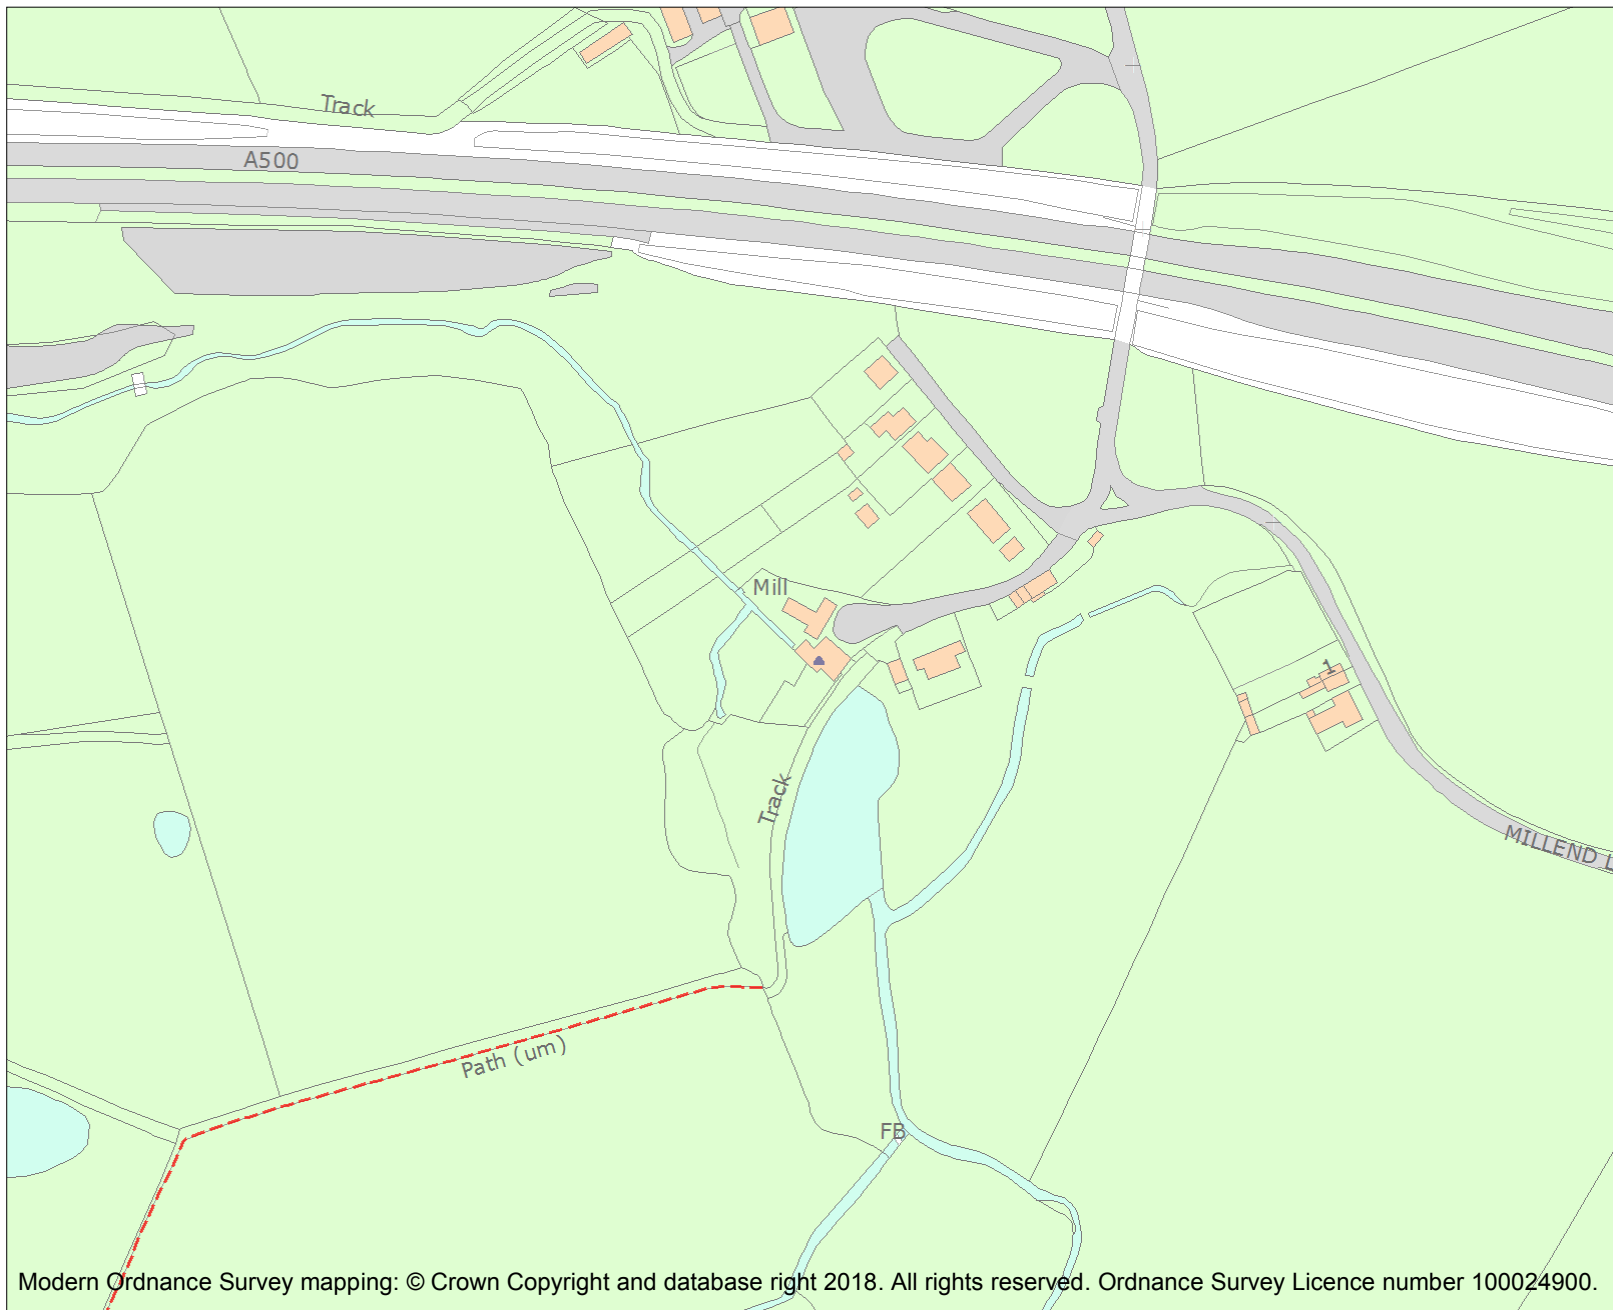 Track
A500
Mill
1
Track
MILLEND L
Path (um)
FB
Modern Ordnance Survey mapping: © Crown Copyright and database right 2018. All rights reserved. Ordnance Survey Licence number 100024900.